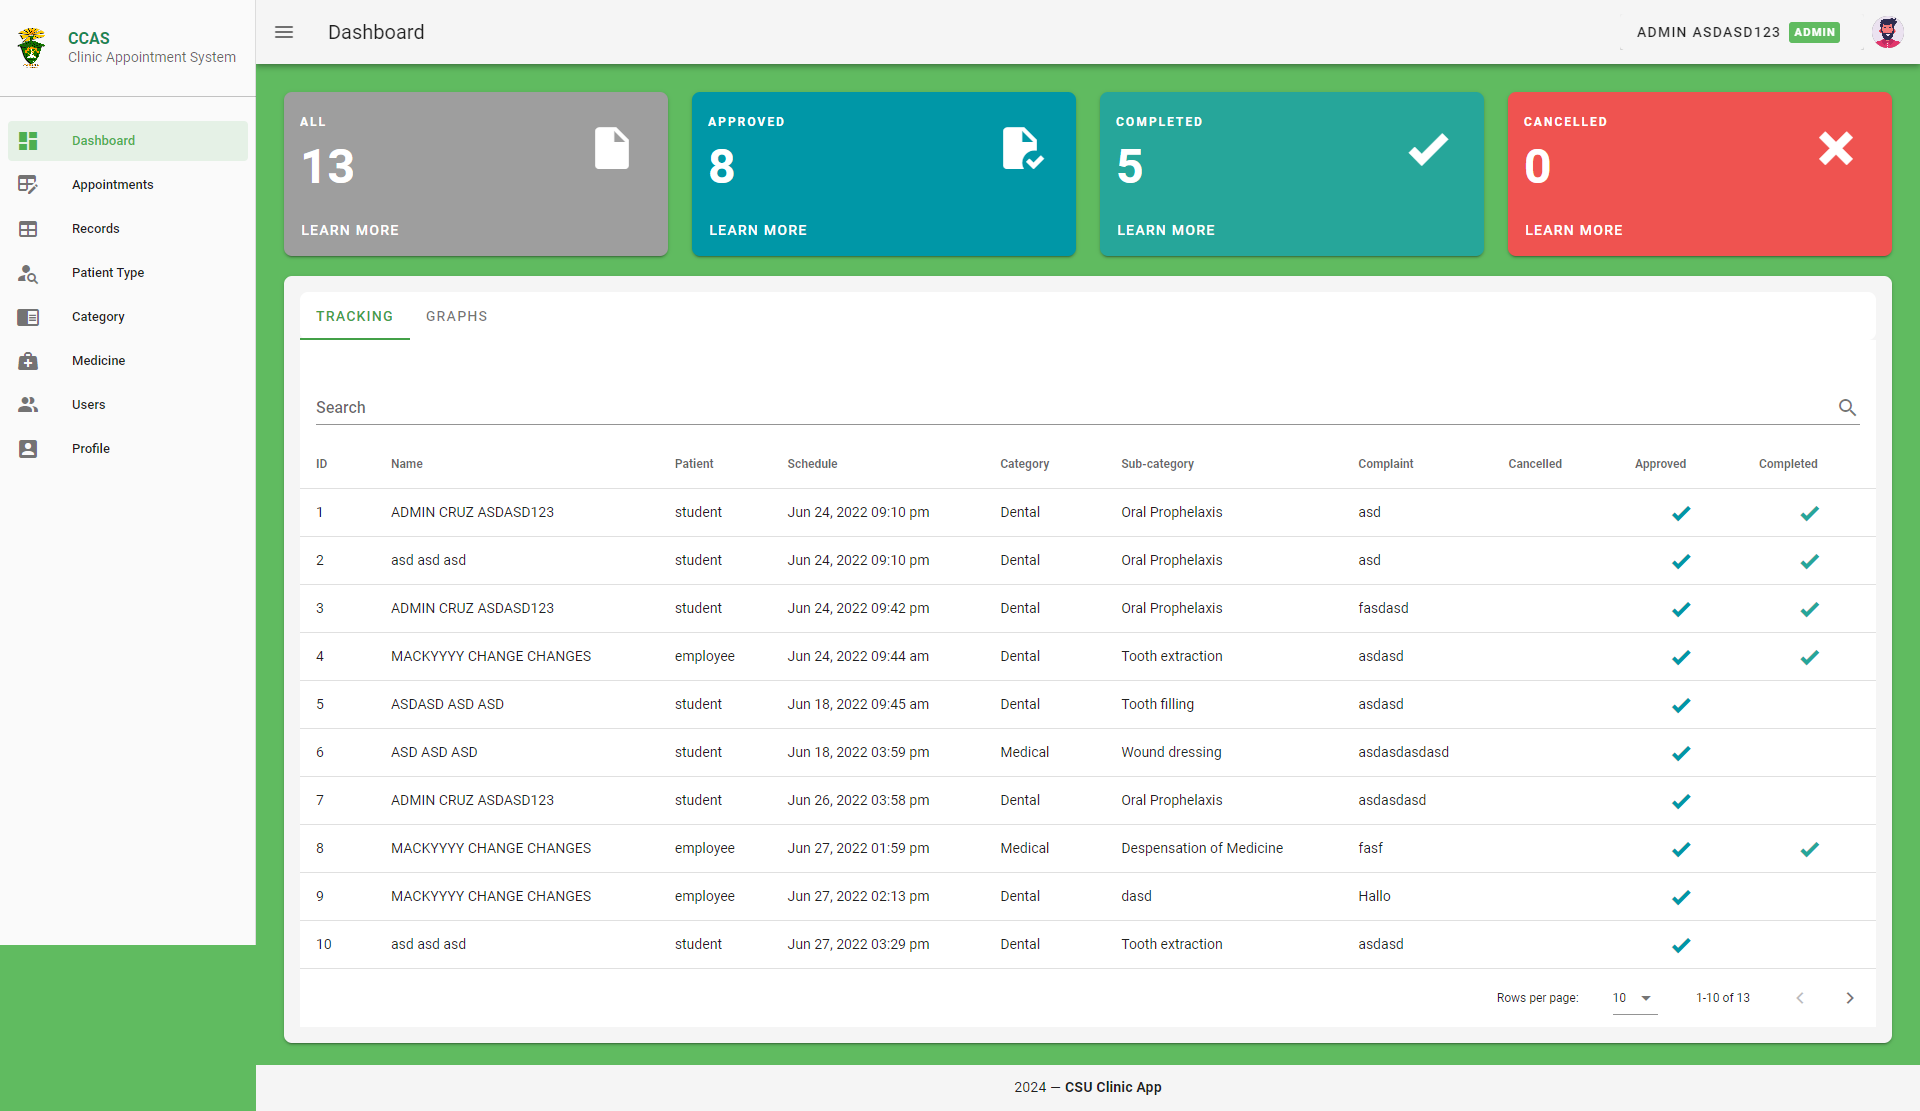 CCAS
Clinic Appointment System
Dashboard
ADMIN ASDASD123 ADMIN
Dashboard
Appointments
Records
Patient Type
Category
Medicine
Users
Profile
ALL
13
LEARN MORE
APPROVED
8
LEARN MORE
COMPLETED
5
LEARN MORE
CANCELLED
0
LEARN MORE
TRACKING GRAPHS
Search
ID Name Patient Schedule Category Sub-category Complaint Cancelled Approved Completed
1 ADMIN CRUZ ASDASD123 student Jun 24, 2022 09:10 pm Dental Oral Prophelaxis asd
2 asd asd asd student Jun 24, 2022 09:10 pm Dental Oral Prophelaxis asd
3 ADMIN CRUZ ASDASD123 student Jun 24, 2022 09:42 pm Dental Oral Prophelaxis fasdasd
4 MACKYYYY CHANGE CHANGES employee Jun 24, 2022 09:44 am Dental Tooth extraction asdasd
5 ASDASD ASD ASD student Jun 18, 2022 09:45 am Dental Tooth filling asdasd
6 ASD ASD ASD student Jun 18, 2022 03:59 pm Medical Wound dressing asdasdasdasd
7 ADMIN CRUZ ASDASD123 student Jun 26, 2022 03:58 pm Dental Oral Prophelaxis asdasdasd
8 MACKYYYY CHANGE CHANGES employee Jun 27, 2022 01:59 pm Medical Despensation of Medicine fasf
9 MACKYYYY CHANGE CHANGES employee Jun 27, 2022 02:13 pm Dental dasd Hallo
10 asd asd asd student Jun 27, 2022 03:29 pm Dental Tooth extraction asdasd
Rows per page: 10 1-10 of 13
2024 — CSU Clinic App